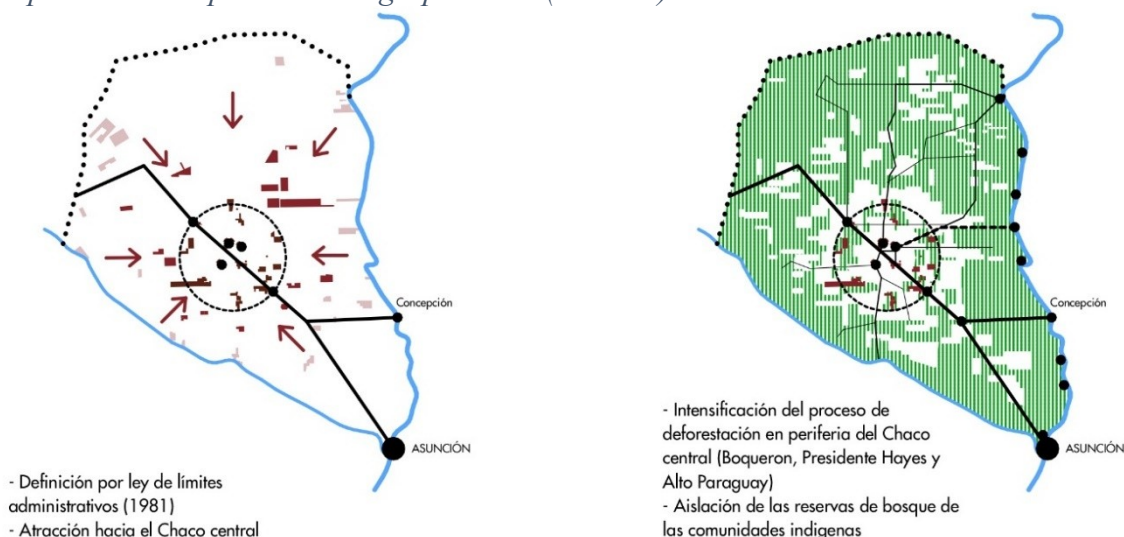 Concepción
ASUNCIÓN
- Definición por ley de límites
administrativos (1981)
- Atracción hacia el Chaco central
Concepción
ASUNCIÓN
- Intensificación del proceso de
deforestación en periferia del Chaco
central (Boqueron, Presidente Hayes y
Alto Paraguay)
- Aislación de las reservas de bosque de
las comunidades indígenas